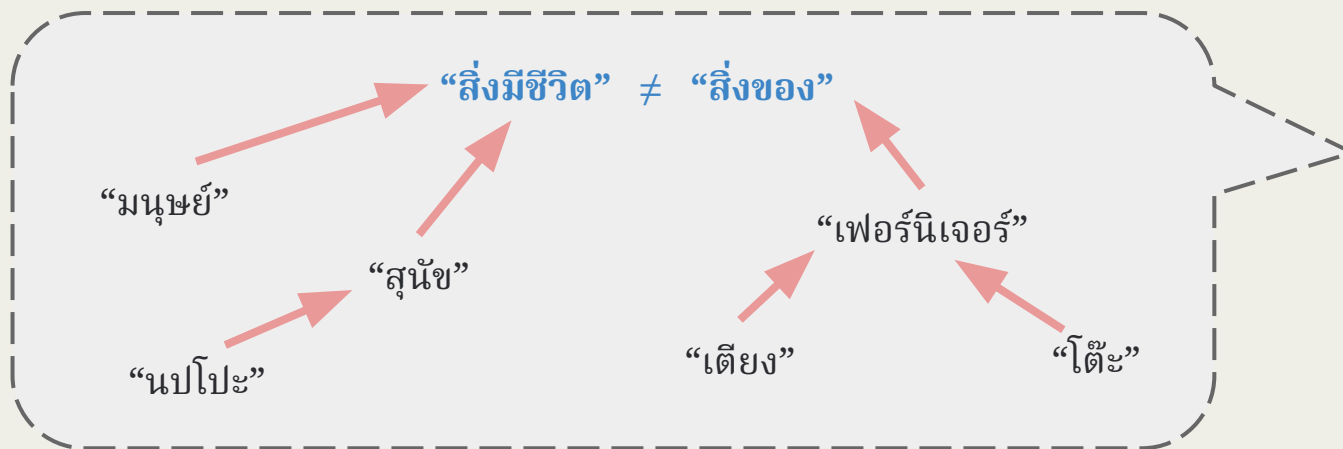 “สิ่งมีชีวิต” ≠ “สิ่งของ”
“มนุษย์”
“เฟอร์นิเจอร์”
“สุนัข”
“เตียง”
“โต๊ะ”
“นปโปะ”